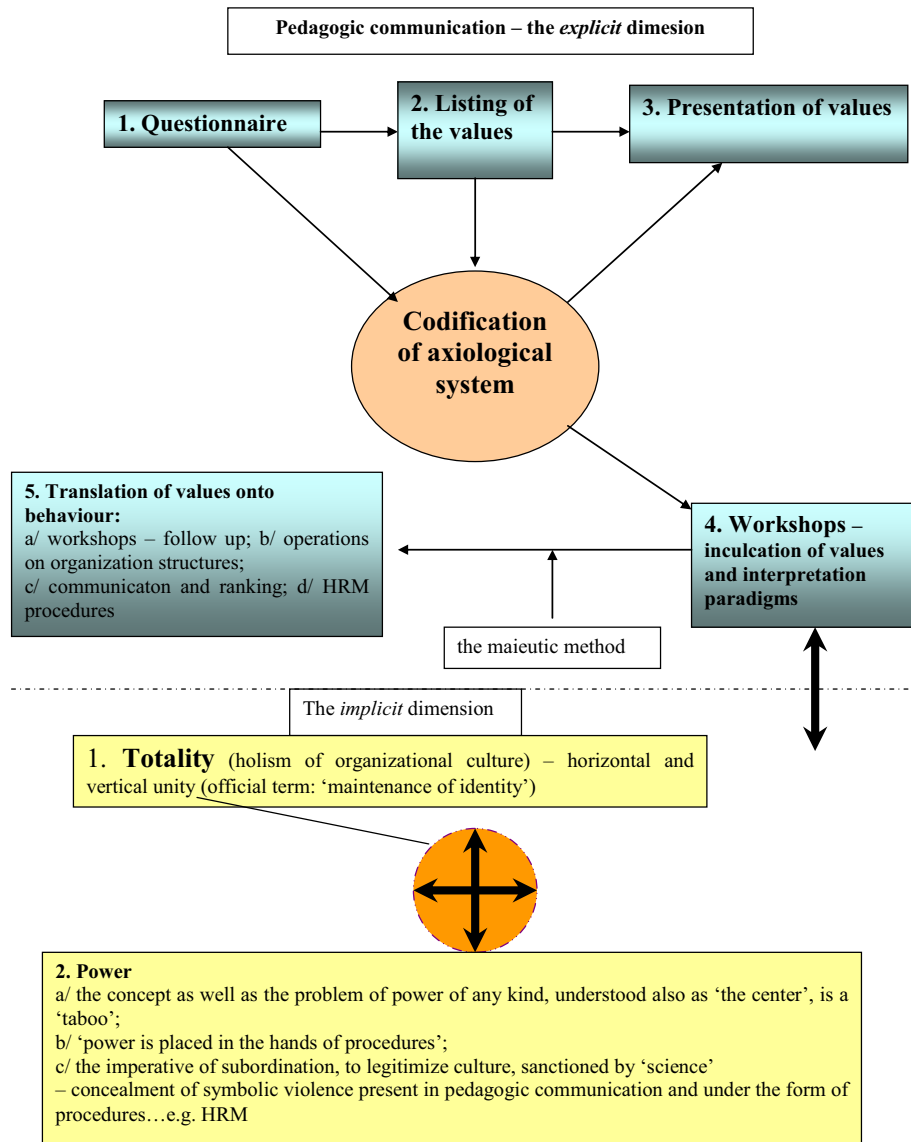 Pedagogic communication – the explicit dimesion
1. Questionnaire
2. Listing of
the values
3. Presentation of values
Codification
of axiological
system
5. Translation of values onto
behaviour:
a/ workshops – follow up; b/ operations
on organization structures;
c/ communicaton and ranking; d/ HRM
procedures
4. Workshops –
inculcation of values
and interpretation
paradigms
the maieutic method
The implicit dimension
1. Totality (holism of organizational culture) – horizontal and
vertical unity (official term: ‘maintenance of identity’)
2. Power
a/ the concept as well as the problem of power of any kind, understood also as ‘the center’, is a
‘taboo’;
b/ ‘power is placed in the hands of procedures’;
c/ the imperative of subordination, to legitimize culture, sanctioned by ‘science’
– concealment of symbolic violence present in pedagogic communication and under the form of
procedures…e.g. HRM